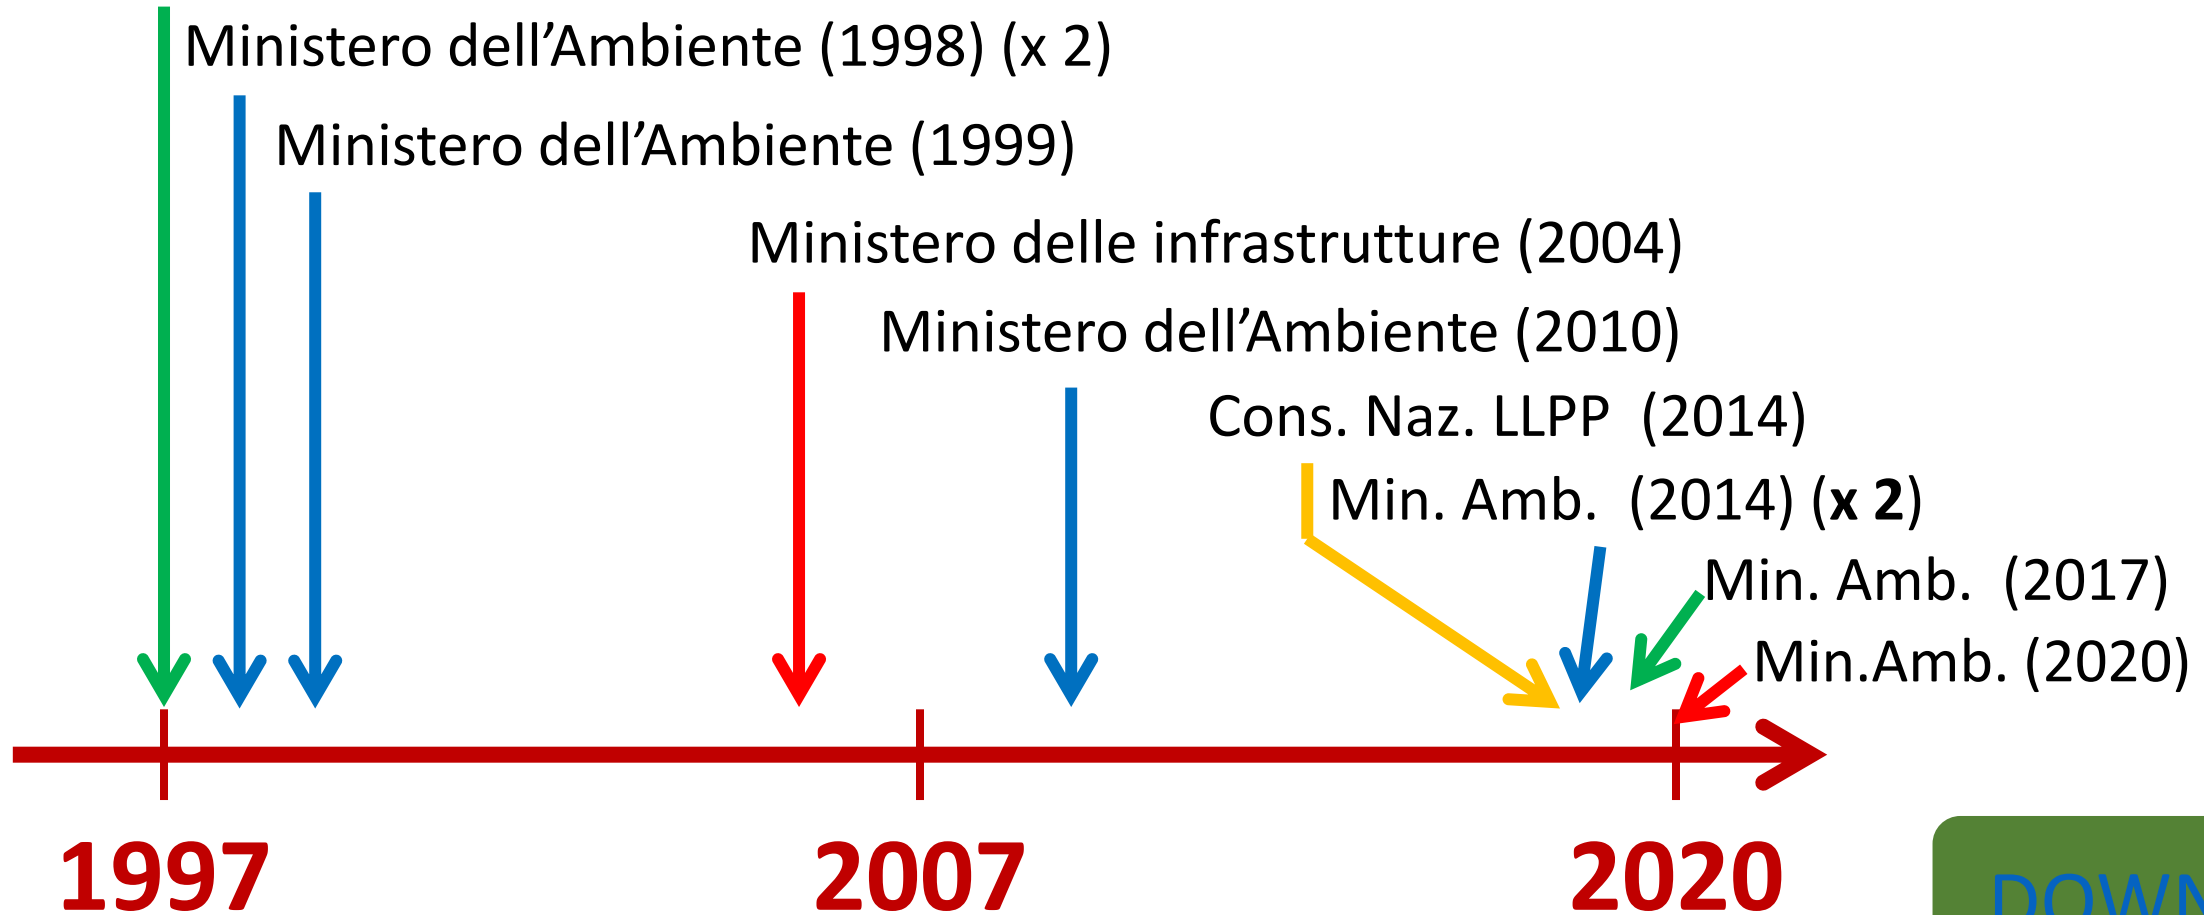 Ministero dell’Ambiente (1998) (x 2)
Ministero dell’Ambiente (1999)
Ministero delle infrastrutture (2004)
Ministero dell’Ambiente (2010)
Cons. Naz. LLPP (2014)
Min. Amb. (2014) (x 2)
Min. Amb. (2017)
Min.Amb. (2020)
1997 2007 2020